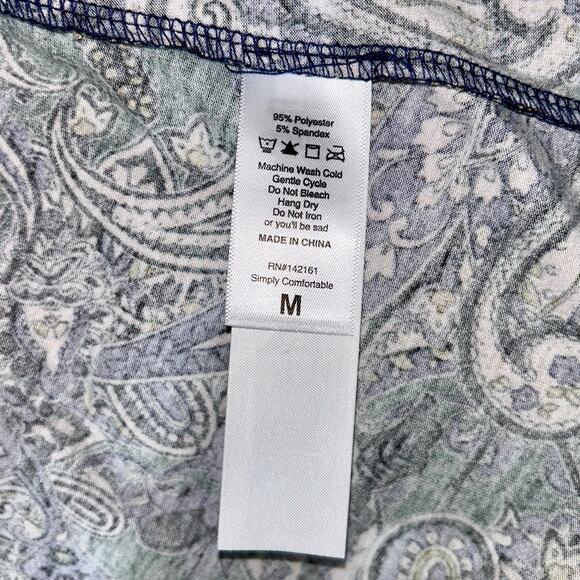 95% Polyester
5% Spandex
Machine Wash Cold
Gentle Cycle
Do Not Bleach
Hang Dry
Do Not Iron
or you'll be sad
MADE IN CHINA
RN#142161
Simply Comfortable
M